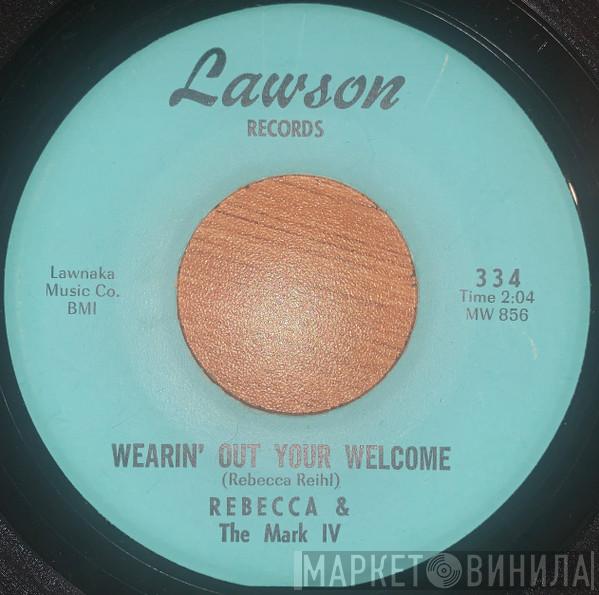 Lawson
RECORDS
Lawnaka
Music Co.
BMI
334
Time 2:04
MW 856
WEARIN' OUT YOUR WELCOME
(Rebecca Reihl)
REBECCA &
The Mark IV
МАРКЕТ ВИНИЛА